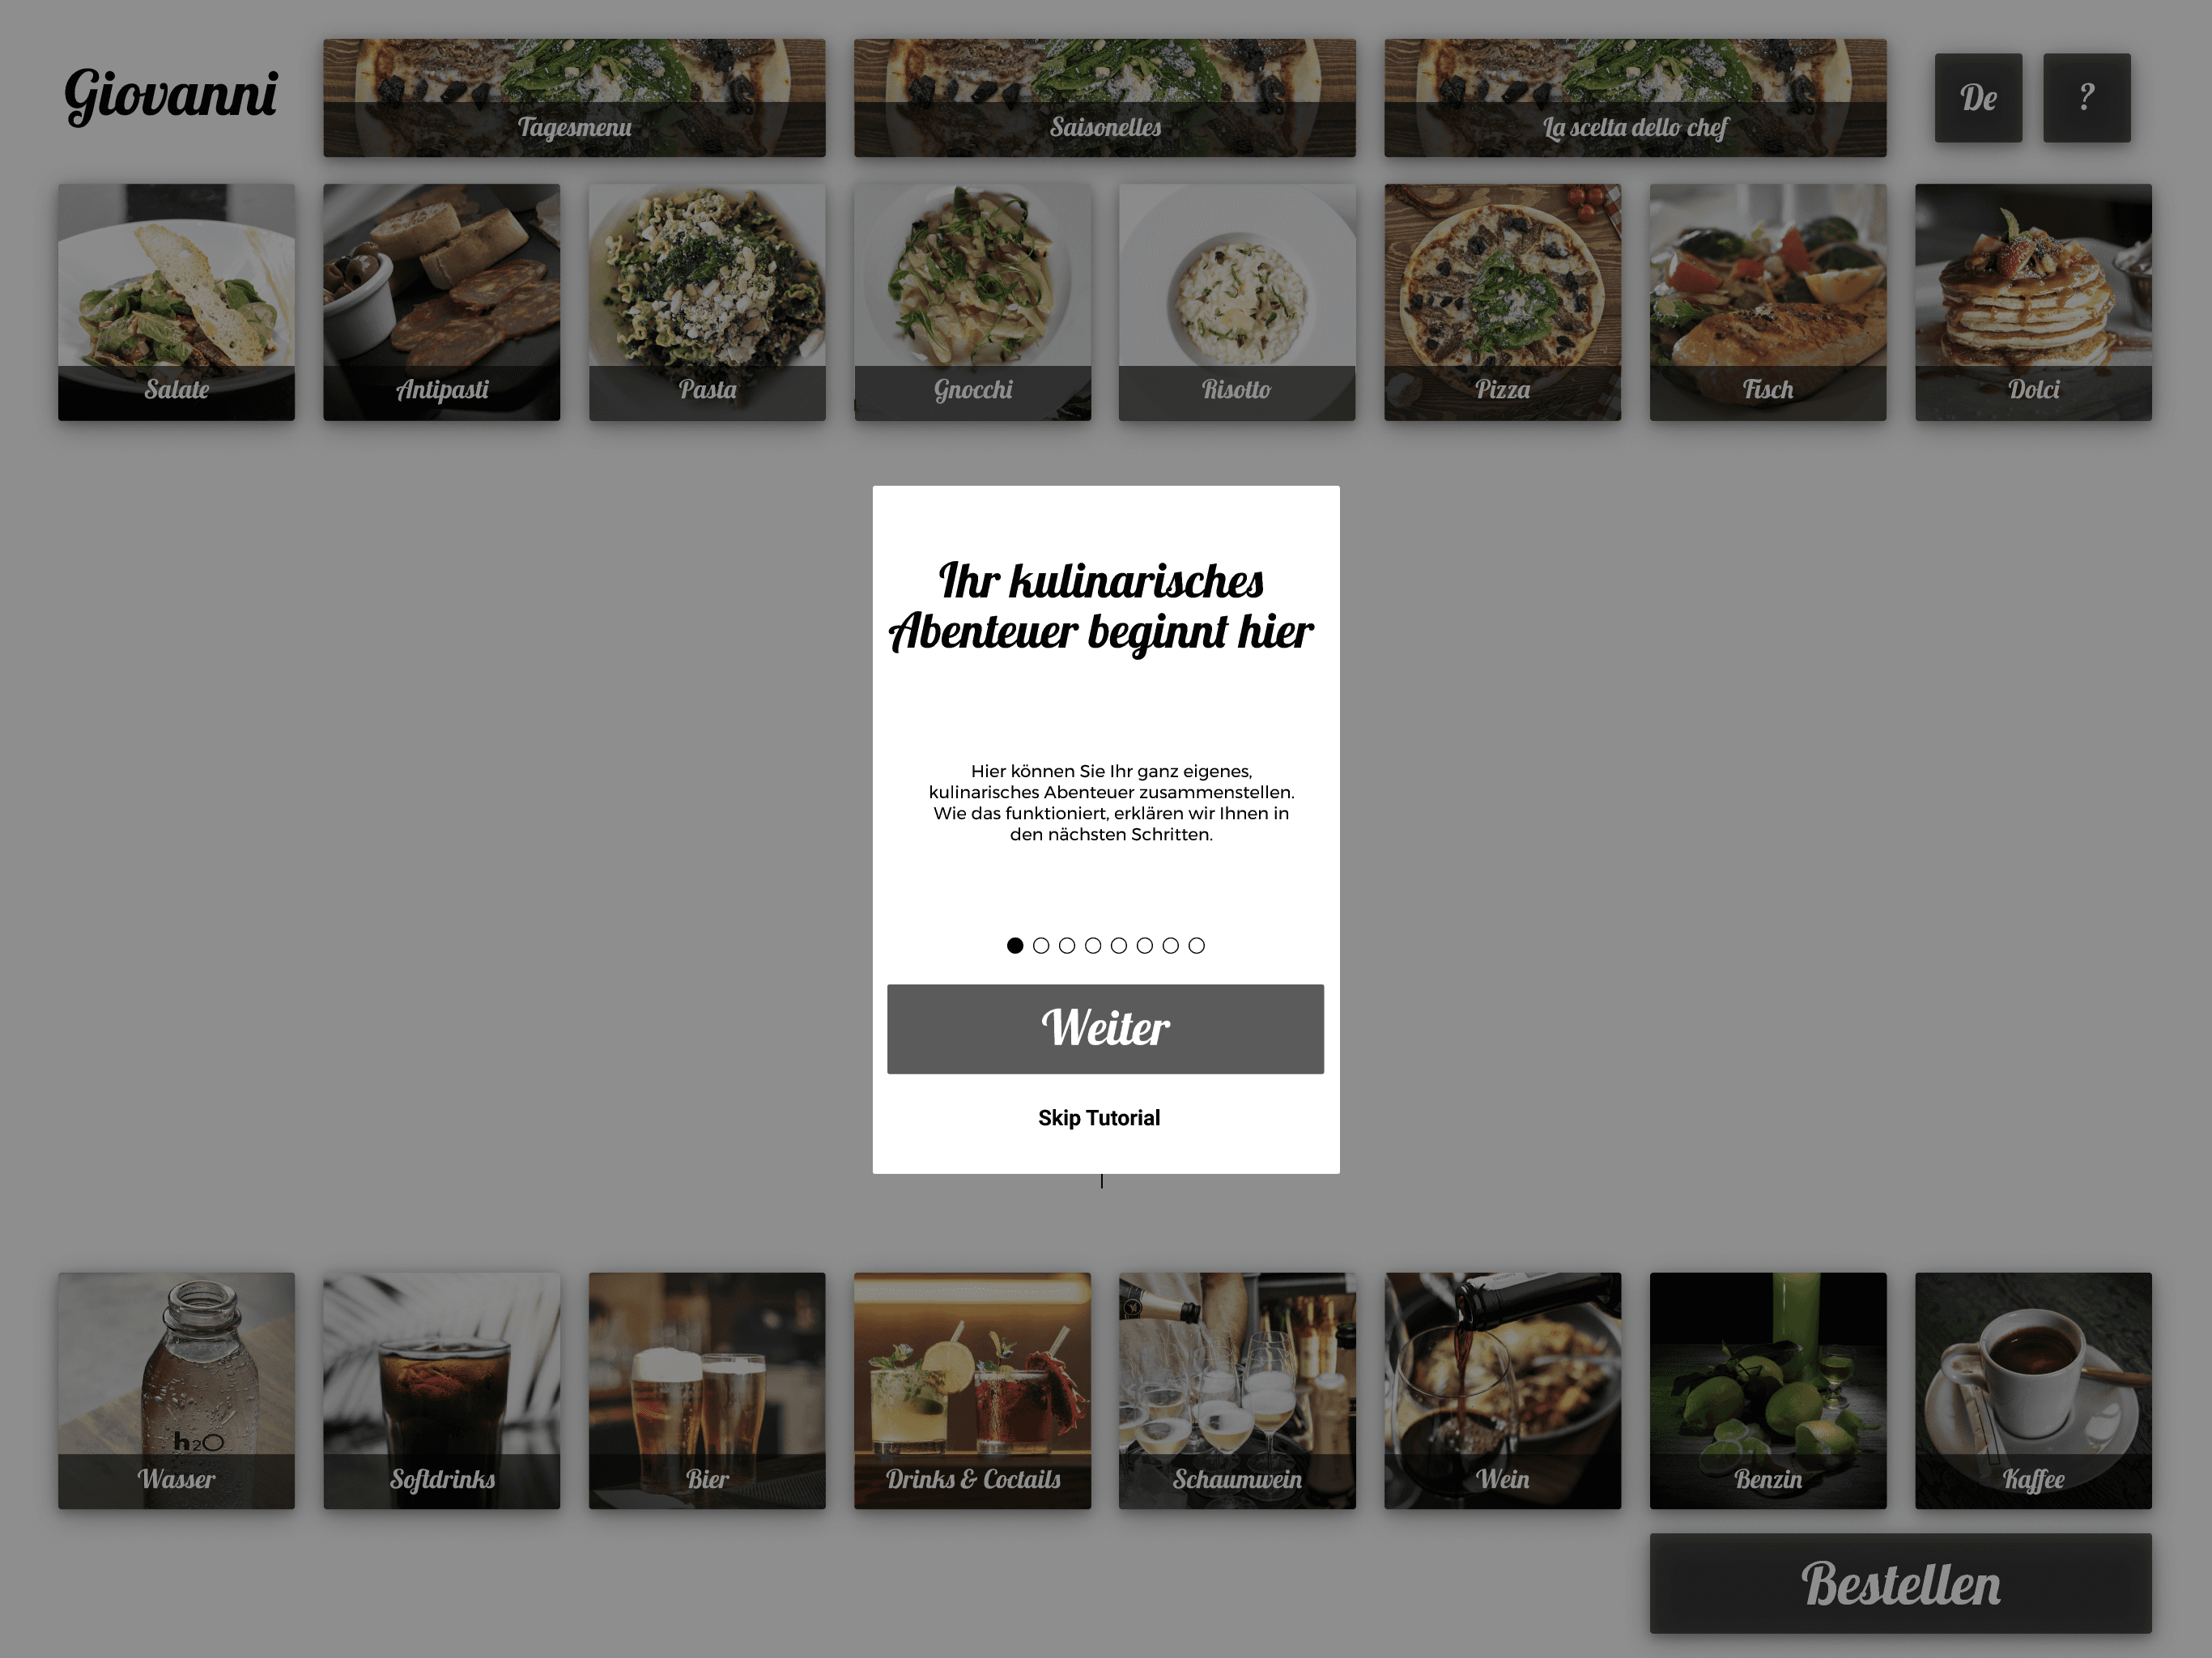 Giovanni
Tagesmenu
Saisonelles
La scelta dello chef
De
?
Salate
Antipasti
Pasta
Gnocchi
Risotto
Pizza
Fisch
Dolci
Ihr kulinarisches
Abenteuer beginnt hier
Hier können Sie Ihr ganz eigenes,
kulinarisches Abenteuer zusammenstellen.
Wie das funktioniert, erklären wir Ihnen in
den nächsten Schritten.
Weiter
Skip Tutorial
h2O
Wasser
Softdrinks
Bier
Drinks & Coctails
Schaumwein
Wein
Benzin
Kaffee
Bestellen